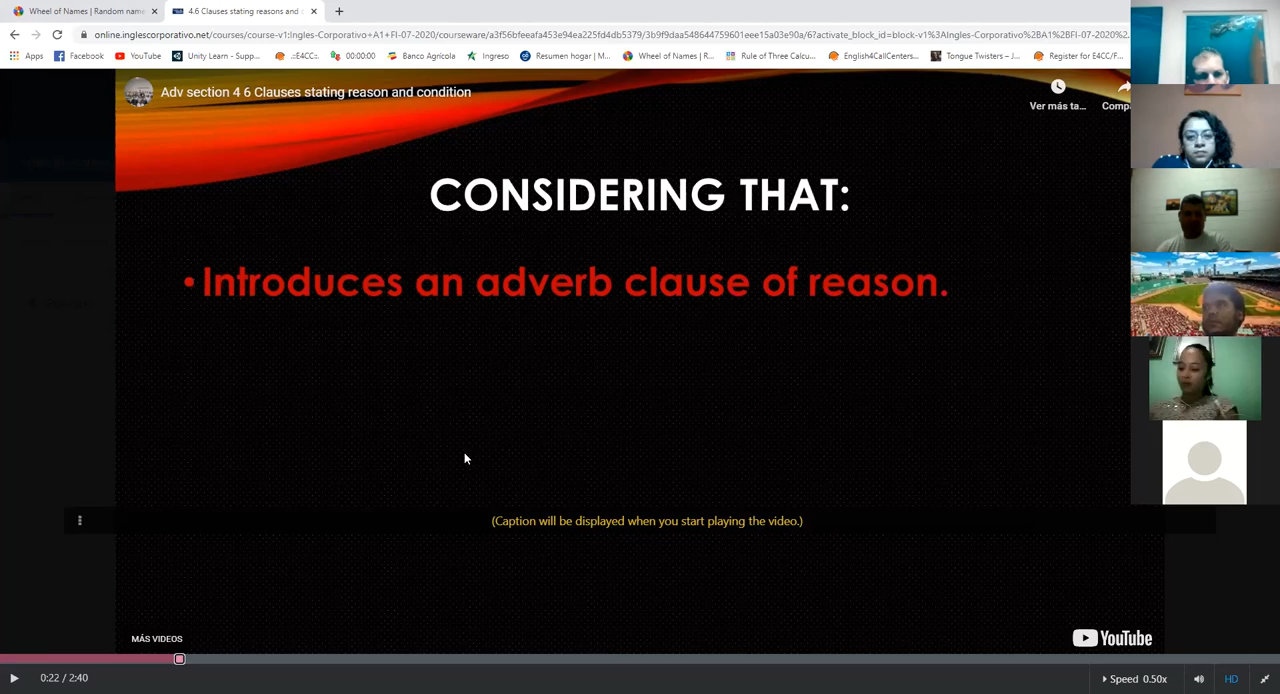 Wheel of Names | Random name
4.6 Clauses stating reasons and c
online.inglescorporativo.net/courses/course-v1:Ingles-Corporativo+A1+FI-07-2020/courseware/a3f56bfeeafa453e94ea225fd4db5379/3b9f9daa548644759601eee15a03e90a/6?activate_block_id=block-v1%3AIngles-Corporativo%2BA1%2BFI-07-2020%2...
Apps
Facebook
YouTube
Unity Learn - Supp...
.::E4CC::.
00:00:00
Banco Agrícola
Ingreso
Resumen hogar | M...
Wheel of Names | R...
Rule of Three Calcu...
English4CallCenters...
Tongue Twisters – J...
Register for E4CC/F...
Adv section 4 6 Clauses stating reason and condition
Ver más ta...
Compa
CONSIDERING THAT:
• Introduces an adverb clause of reason.
(Caption will be displayed when you start playing the video.)
MÁS VIDEOS
YouTube
0:22 / 2:40
Speed 0.50x
HD